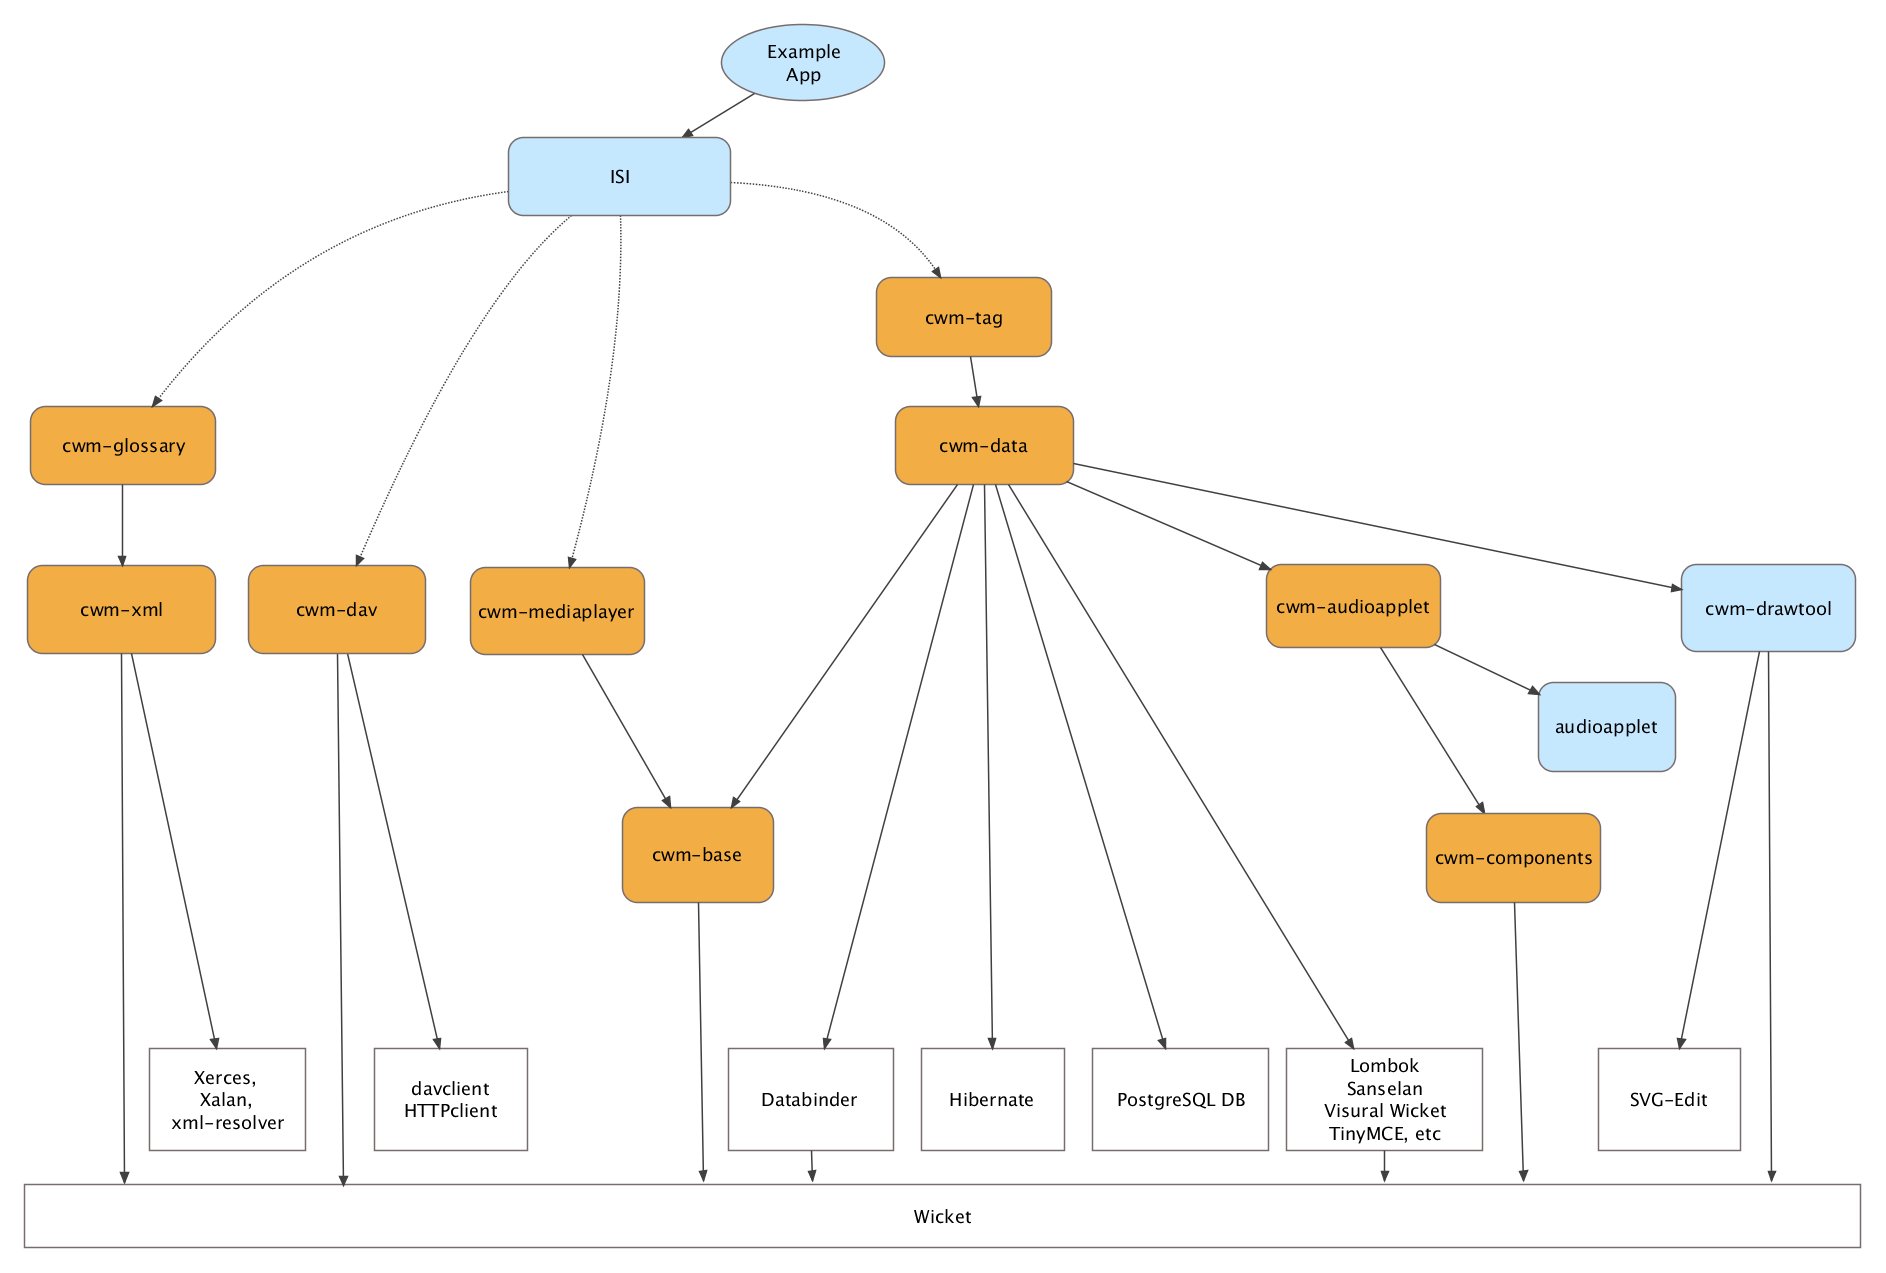 Example
App
ISI
cwm-tag
cwm-glossary
cwm-data
cwm-xml
cwm-dav
cwm-mediaplayer
cwm-audioapplet
cwm-drawtool
audioapplet
cwm-base
cwm-components
Xerces,
Xalan,
xml-resolver
davclient
HTTPclient
Databinder
Hibernate
PostgreSQL DB
Lombok
Sanselan
Visural Wicket
TinyMCE, etc
SVG-Edit
Wicket